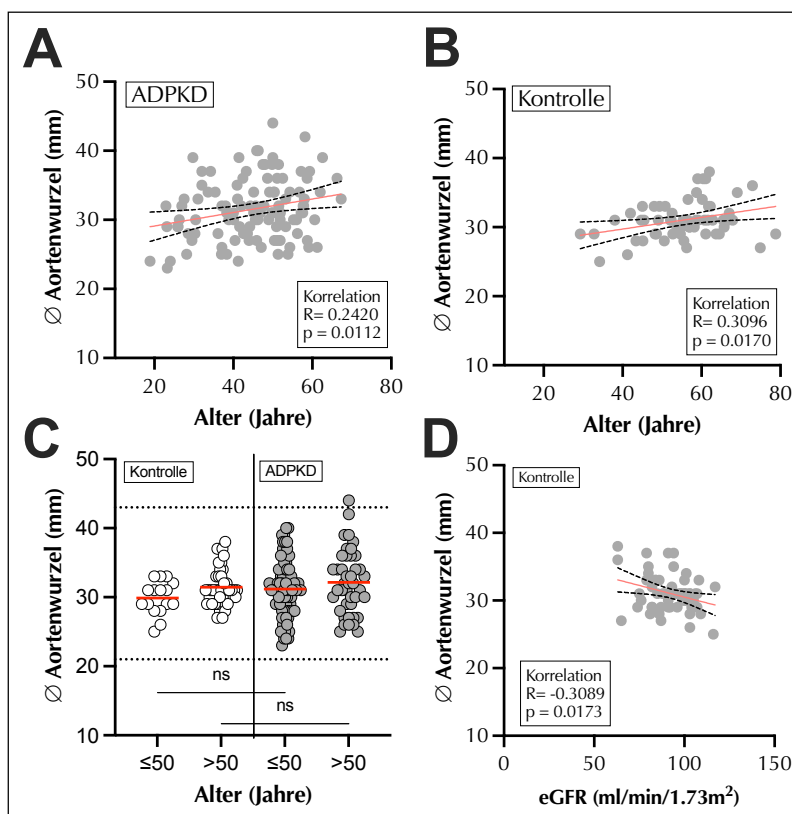 A
ADPKD
Ø Aortenwurzel (mm)
50
40
30
20
10
Korrelation
R= 0.2420
p = 0.0112
20
40
60
80
Alter (Jahre)
B
Kontrolle
Ø Aortenwurzel (mm)
50
40
30
20
10
Korrelation
R= 0.3096
p = 0.0170
20
40
60
80
Alter (Jahre)
C
Kontrolle
ADPKD
Ø Aortenwurzel (mm)
50
40
30
20
10
ns
ns
≤50
>50
≤50
>50
Alter (Jahre)
D
Kontrolle
Ø Aortenwurzel (mm)
50
40
30
20
10
Korrelation
R= -0.3089
p = 0.0173
0
50
100
150
eGFR (ml/min/1.73m²)